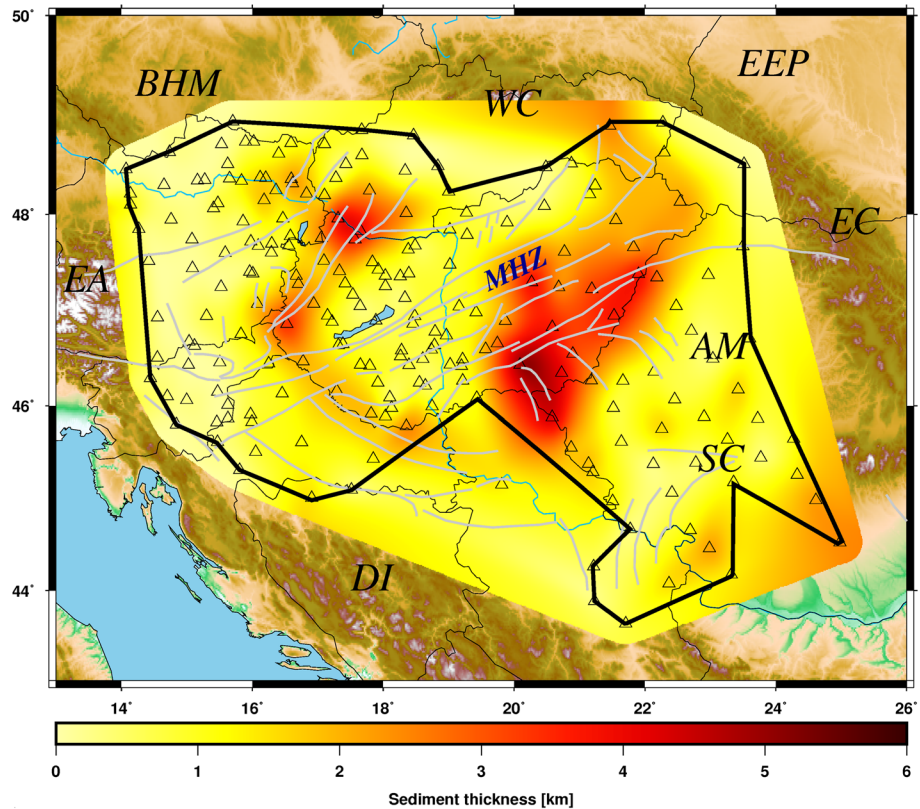 50°
BHM
EEP
WC
48°
EC
MHZ
EA
AM
46°
SC
44°
DI
14° 16° 18° 20° 22° 24° 26°
0 1 2 3 4 5 6
Sediment thickness [km]